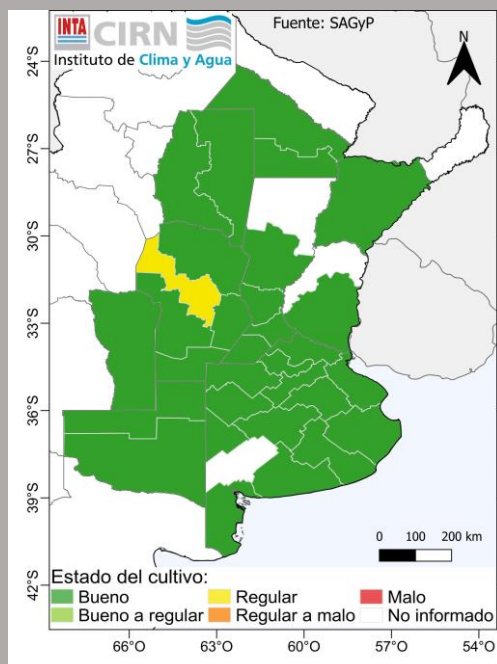 INTA CIRN
Instituto de Clima y Agua
Fuente: SAGyP
N
24°S
27°S
30°S
33°S
36°S
39°S
42°S
0 100 200 km
Estado del cultivo:
Bueno Regular Malo
Bueno a regular Regular a malo No informado
66°O 63°O 60°O 57°O 54°O